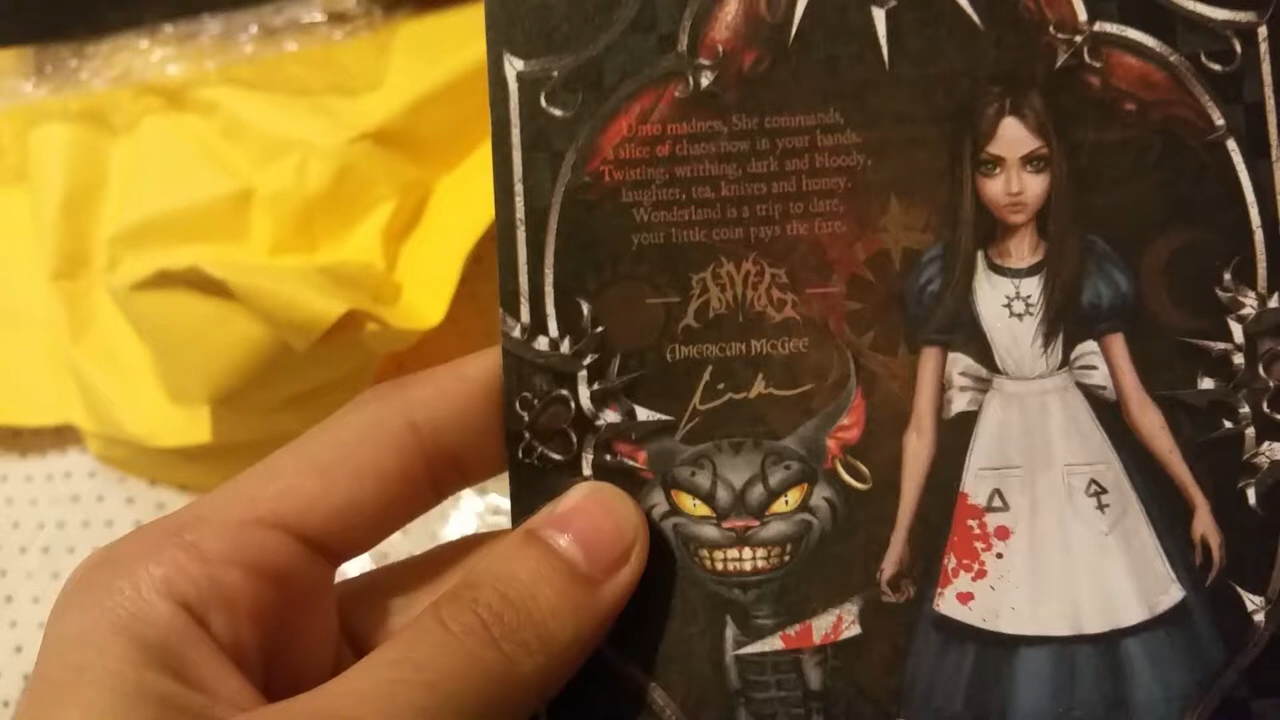 Unto madness, She commands,
a slice of chaos now in your hands.
Twisting, writhing, dark and bloody,
laughter, tea, knives and honey.
Wonderland is a trip to dare,
your little coin pays the fare.
AMG
AMERICAN MCGEE